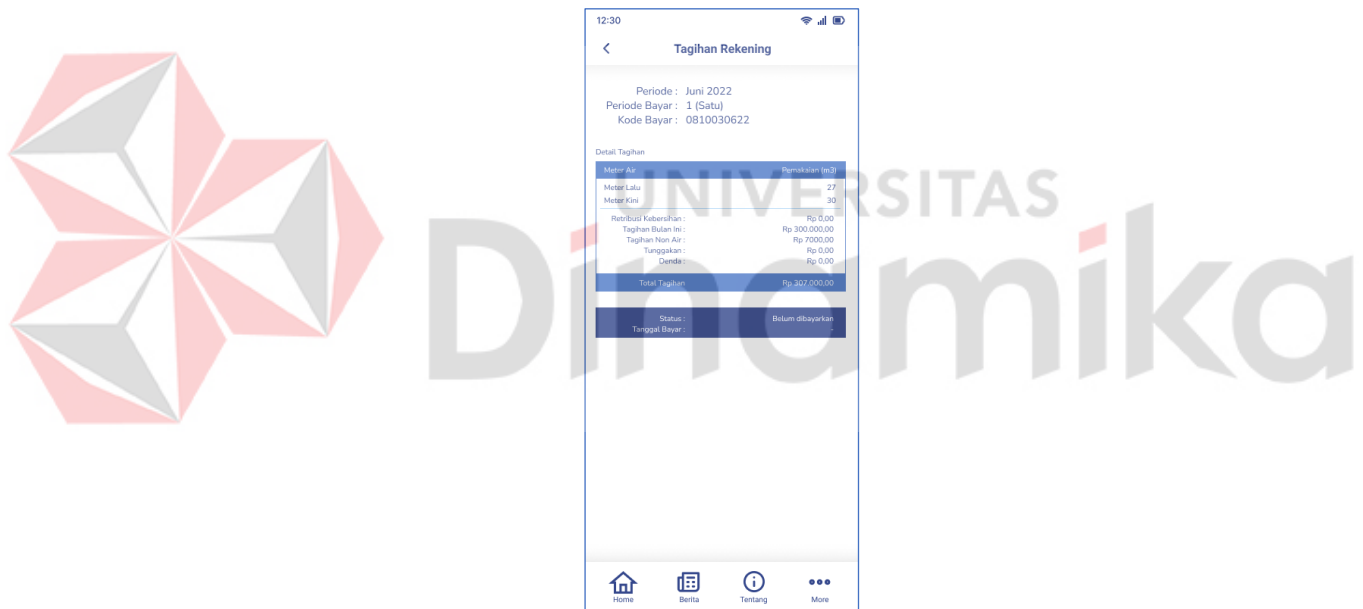 12:30
Tagihan Rekening
Periode : Juni 2022
Periode Bayar : 1 (Satu)
Kode Bayar : 0810030622
Detail Tagihan
Meter Air Pemakaian (m3)
Meter Lalu 27
Meter Kini 30
Retribusi Kebersihan : Rp 0,00
Tagihan Bulan Ini : Rp 300.000,00
Tagihan Non Air : Rp 7000,00
Tunggakan : Rp 0,00
Denda : Rp 0,00
Total Tagihan Rp 307.000,00
Status : Belum dibayarkan
Tanggal Bayar : -
Home Berita Tentang More
UNIVERSITAS
Dinamika